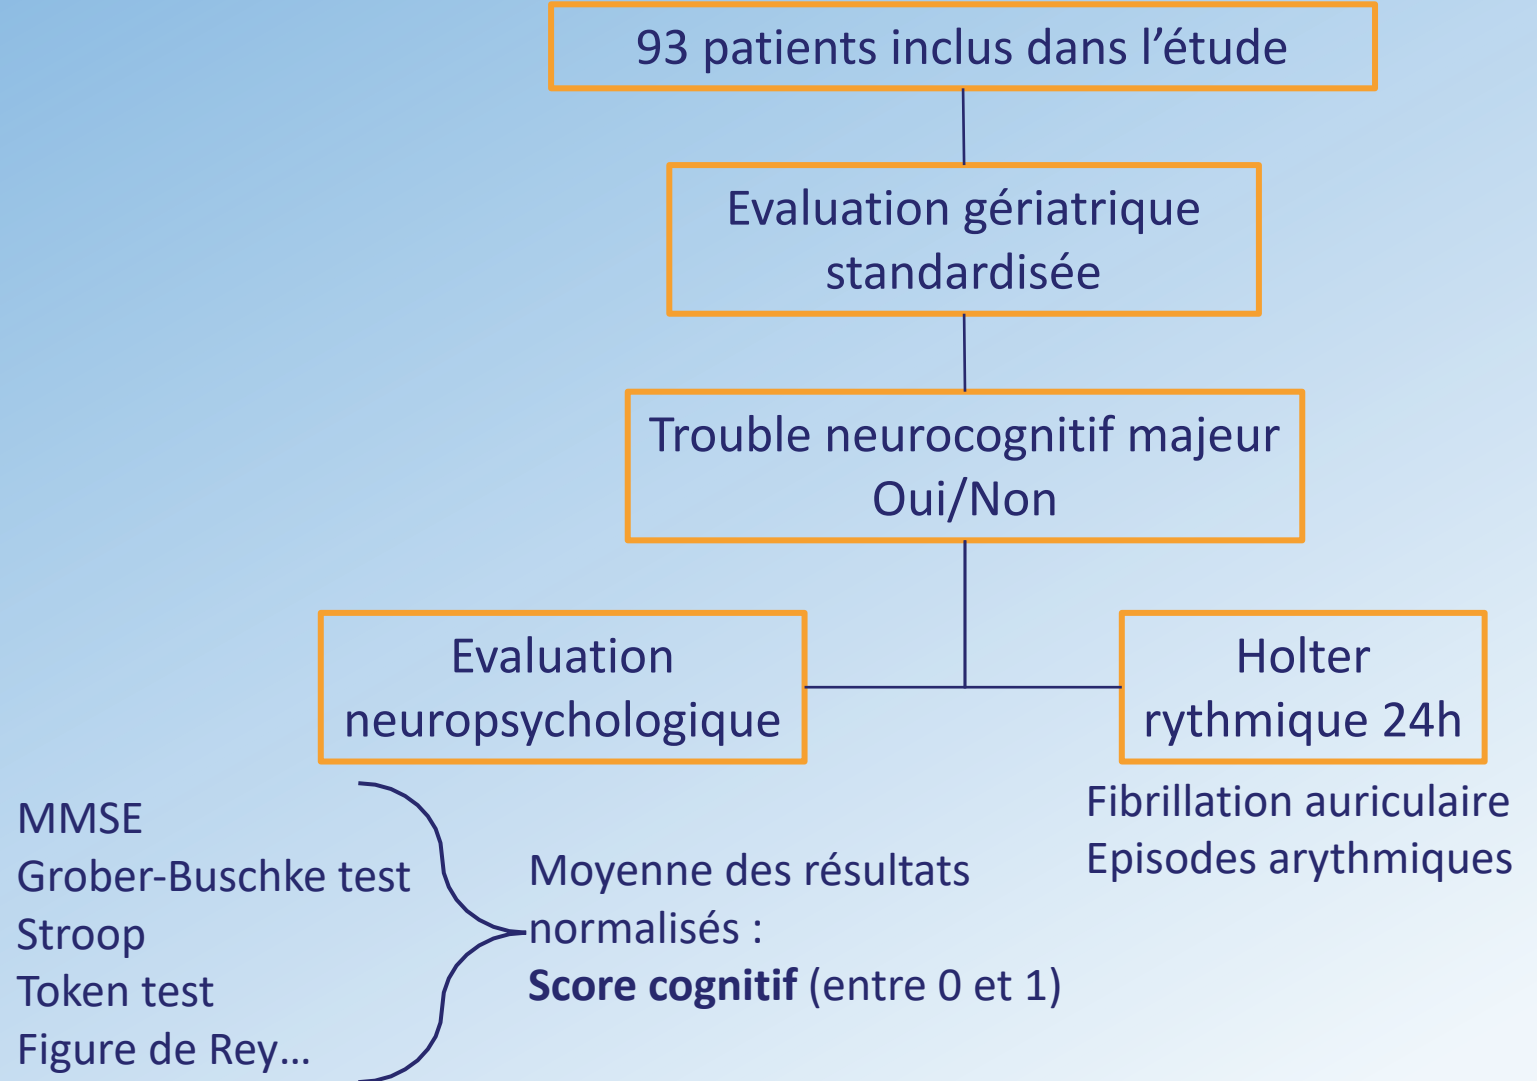 93 patients inclus dans l’étude
Evaluation gériatrique
standardisée
Trouble neurocognitif majeur
Oui/Non
Evaluation
neuropsychologique
Holter
rythmique 24h
MMSE
Grober-Buschke test
Stroop
Token test
Figure de Rey…
Moyenne des résultats
normalisés :
Score cognitif (entre 0 et 1)
Fibrillation auriculaire
Episodes arythmiques